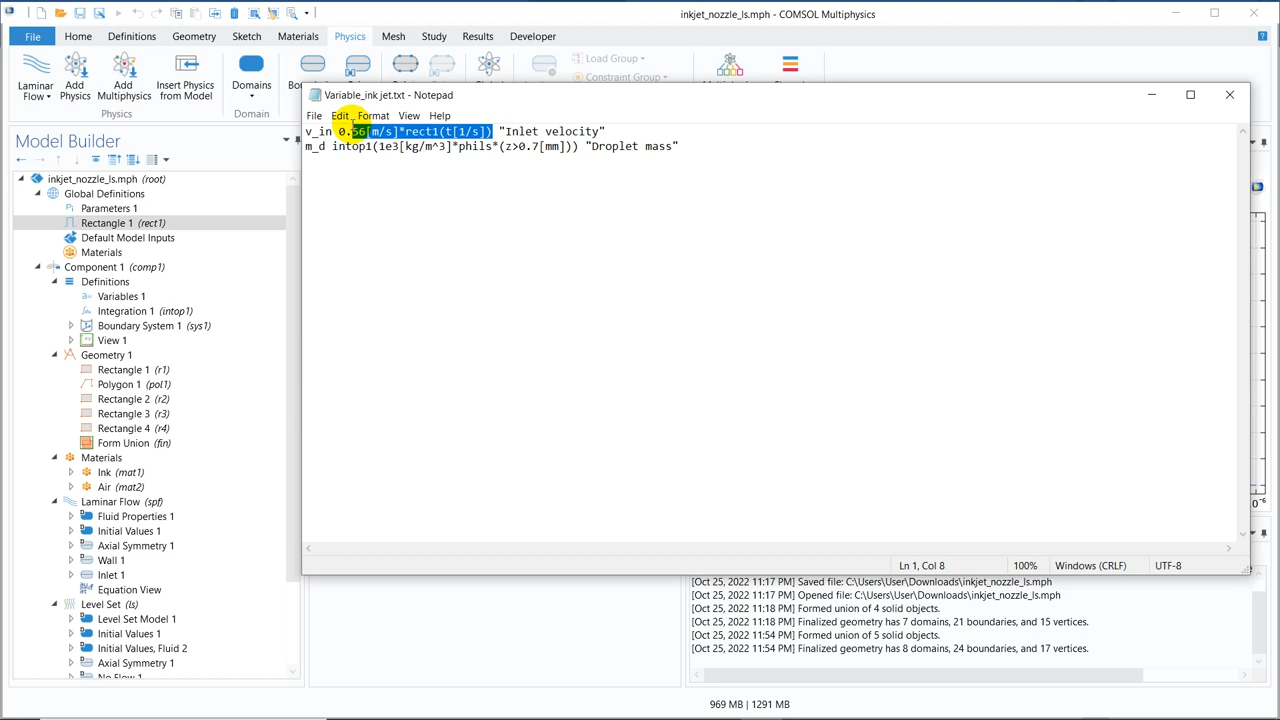 inkjet_nozzle_ls.mph - COMSOL Multiphysics
File Home Definitions Geometry Sketch Materials Physics Mesh Study Results Developer
Laminar Flow
Add Physics
Add Multiphysics
Insert Physics from Model
Physics
Domains
Domain
Load Group
Constraint Group
Variable_ink jet.txt - Notepad
File Edit Format View Help
v_in 0.56[m/s]*rect1(t[1/s]) "Inlet velocity"
m_d intop1(1e3[kg/m^3]*phils*(z>0.7[mm])) "Droplet mass"
Ln 1, Col 8
100%
Windows (CRLF)
UTF-8
Model Builder
inkjet_nozzle_ls.mph (root)
Global Definitions
Parameters 1
Rectangle 1 (rect1)
Default Model Inputs
Materials
Component 1 (comp1)
Definitions
Variables 1
Integration 1 (intop1)
Boundary System 1 (sys1)
View 1
Geometry 1
Rectangle 1 (r1)
Polygon 1 (pol1)
Rectangle 2 (r2)
Rectangle 3 (r3)
Rectangle 4 (r4)
Form Union (fin)
Materials
Ink (mat1)
Air (mat2)
Laminar Flow (spf)
Fluid Properties 1
Initial Values 1
Axial Symmetry 1
Wall 1
Inlet 1
Equation View
Level Set (ls)
Level Set Model 1
Initial Values 1
Initial Values, Fluid 2
Axial Symmetry 1
No Flow 1
[Oct 25, 2022 11:17 PM] Saved file: C:\Users\User\Downloads\inkjet_nozzle_ls.mph
[Oct 25, 2022 11:17 PM] Opened file: C:\Users\User\Downloads\inkjet_nozzle_ls.mph
[Oct 25, 2022 11:18 PM] Formed union of 4 solid objects.
[Oct 25, 2022 11:18 PM] Finalized geometry has 7 domains, 21 boundaries, and 15 vertices.
[Oct 25, 2022 11:54 PM] Formed union of 5 solid objects.
[Oct 25, 2022 11:54 PM] Finalized geometry has 8 domains, 24 boundaries, and 17 vertices.
969 MB | 1291 MB